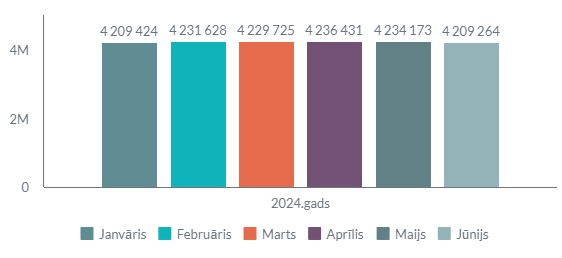 4 209 424 4 231 628 4 229 725 4 236 431 4 234 173 4 209 264
4M
2M
0
2024.gads
Janvāris Februāris Marts Aprīlis Maijs Jūnijs